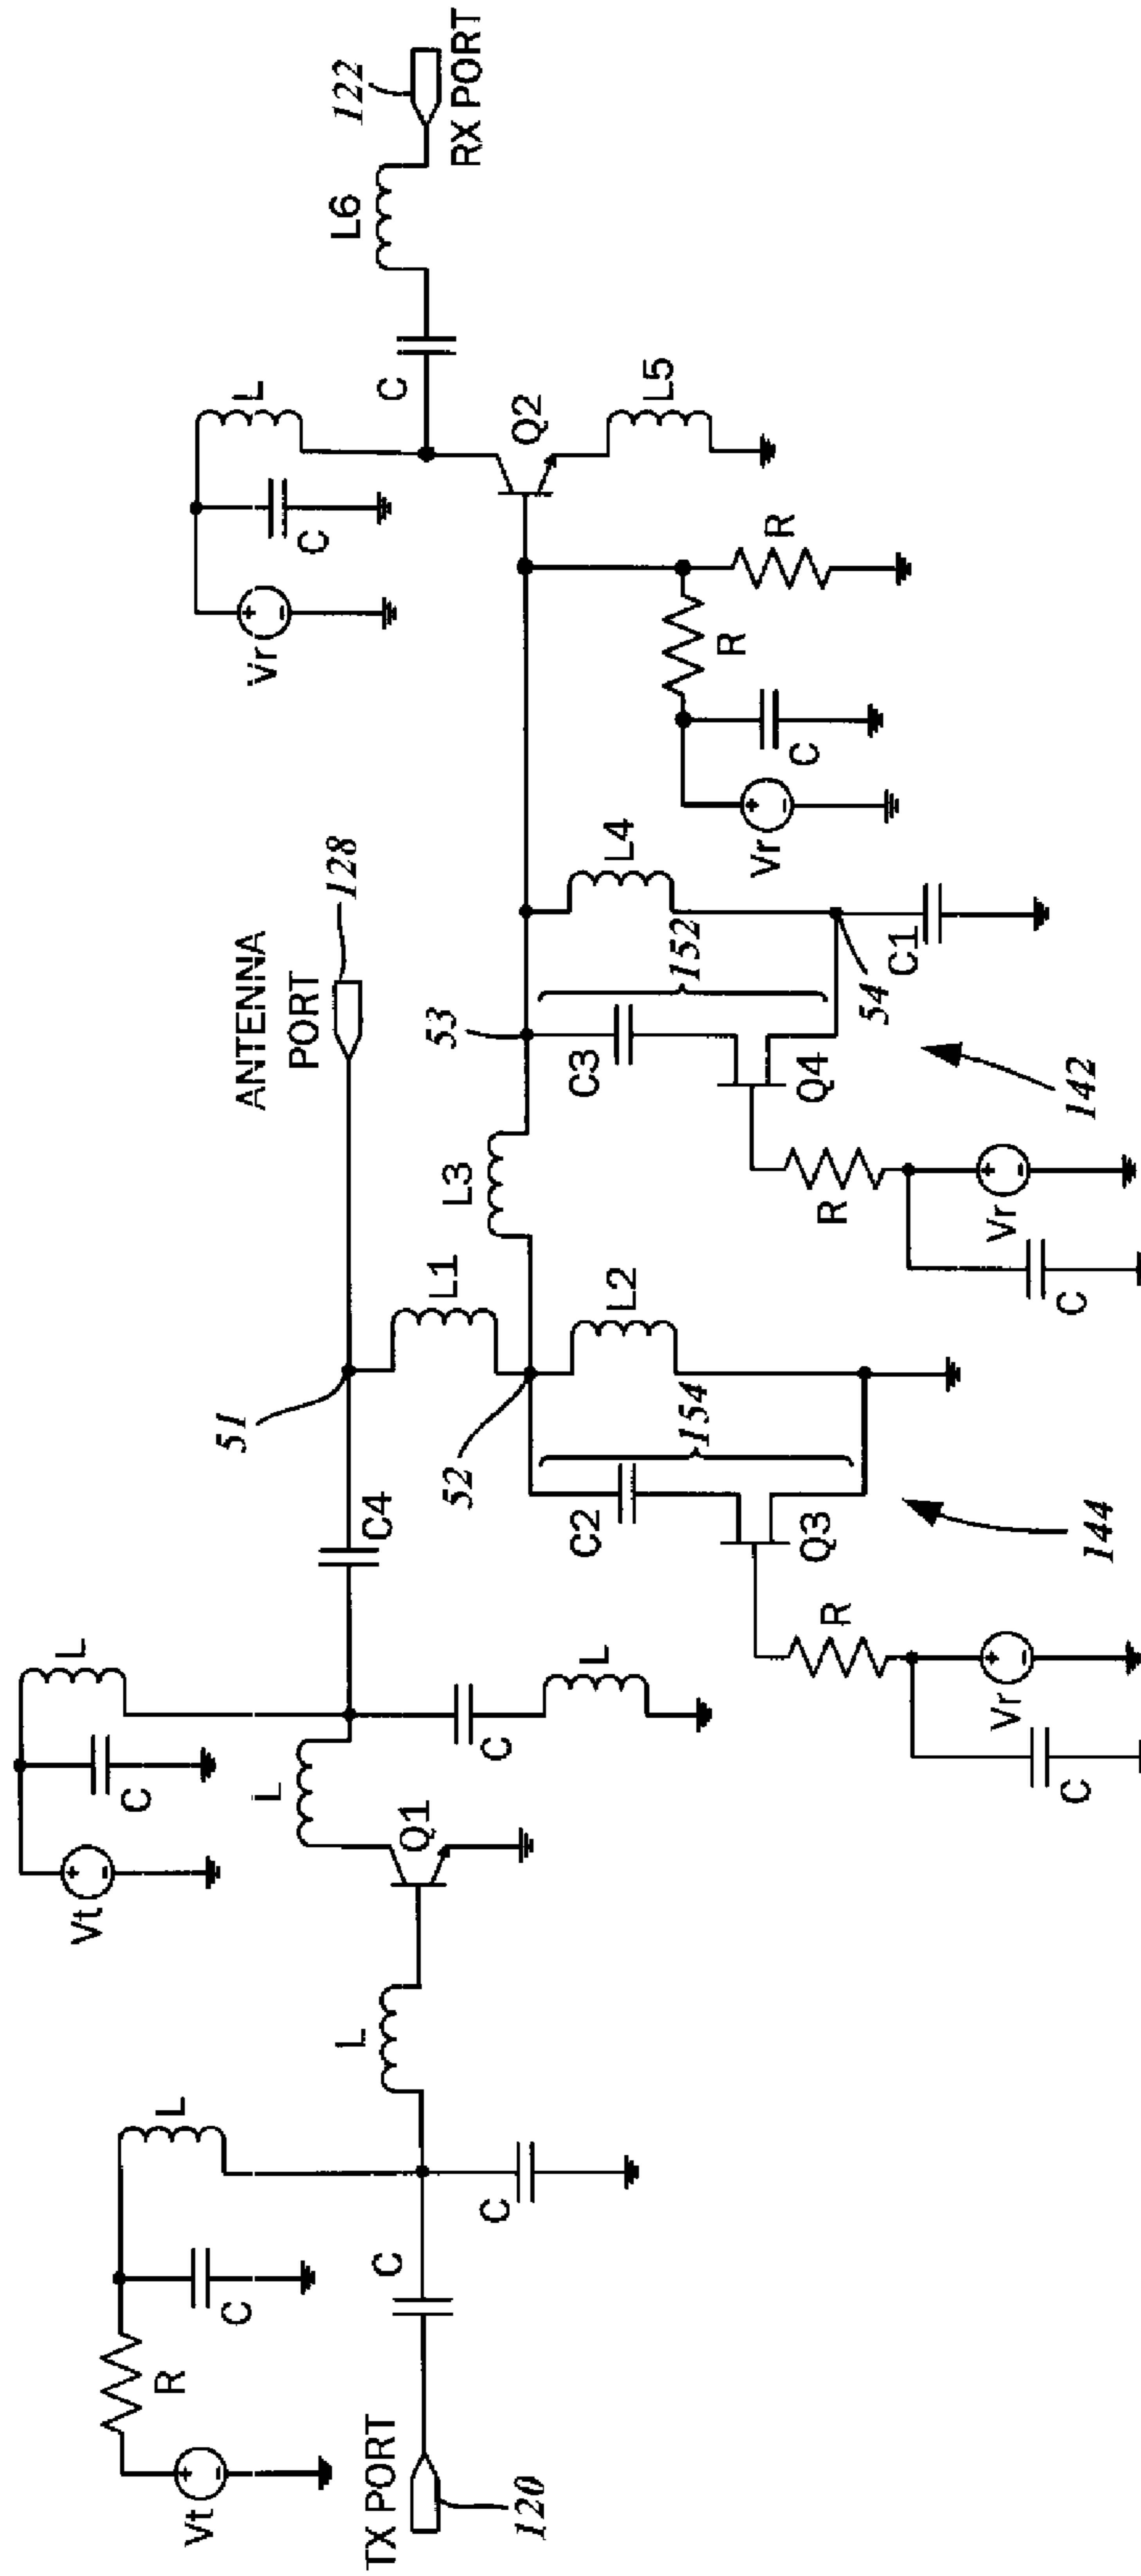 Vt
R
C
L
TX PORT
120
C
C
L
Vt
C
L
L
Q1
C
L
C4
51
ANTENNA
PORT
128
L1
52
L2
C2
154
Q3
R
Vr
C
144
L3
53
L4
C3
152
Q4
54
C1
R
Vr
C
142
Vr
C
R
R
Vr
C
L
Q2
L5
C
L6
122
RX PORT